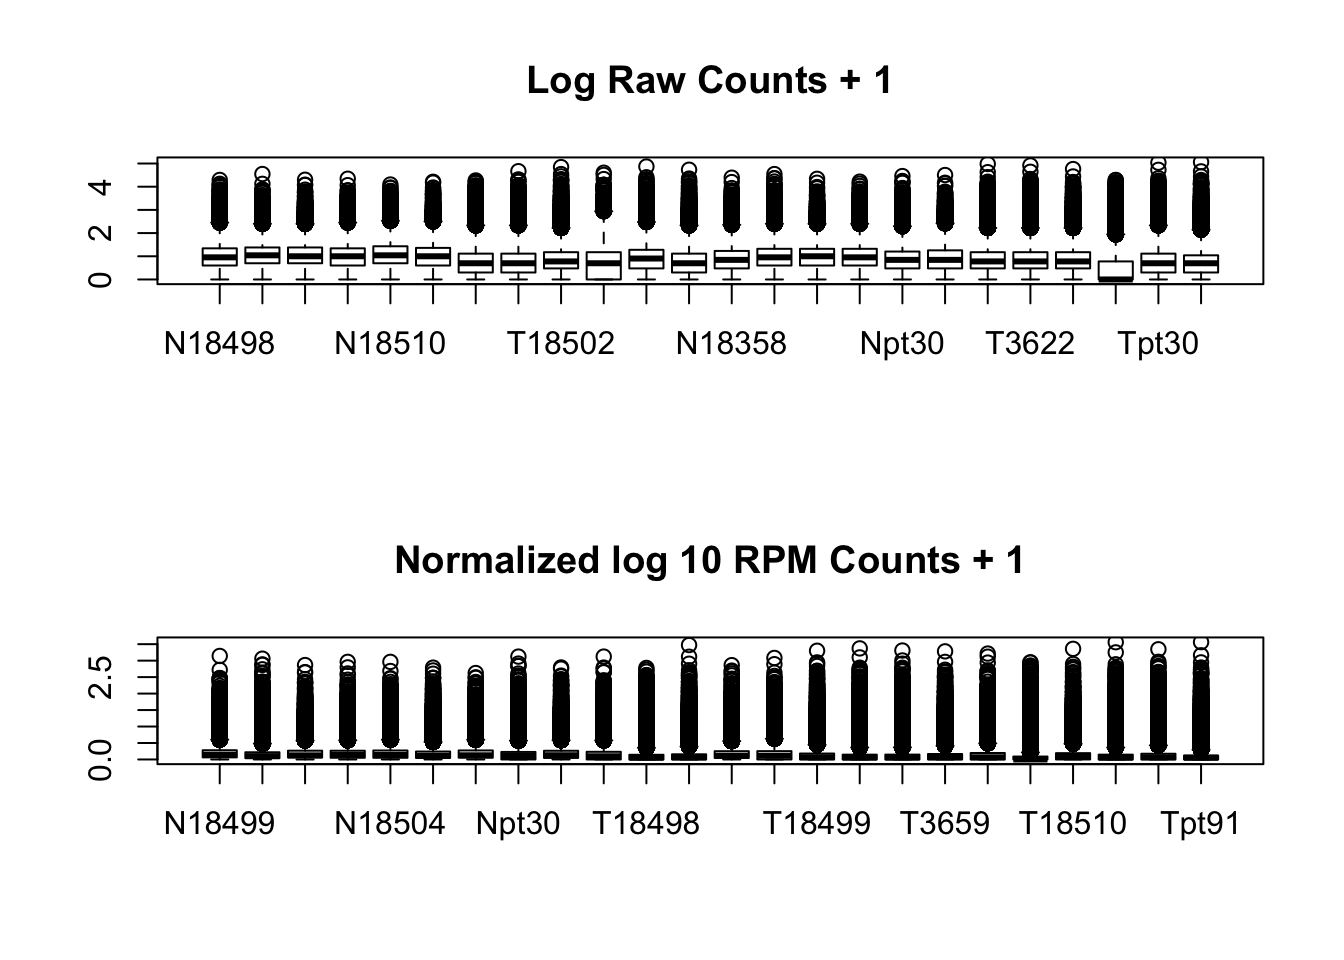 Log Raw Counts + 1
4
2
0
N18498 N18510 T18502 N18358 Npt30 T3622 Tpt30
Normalized log 10 RPM Counts + 1
2.5
0.0
N18499 N18504 Npt30 T18498 T18499 T3659 T18510 Tpt91